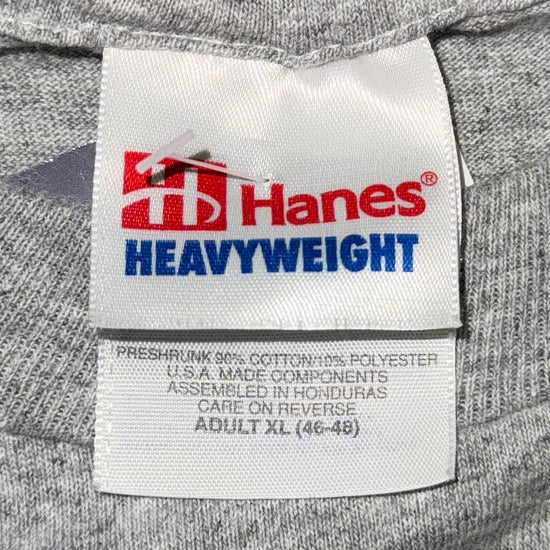 Hanes®
HEAVYWEIGHT
PRESHRUNK 90% COTTON/10% POLYESTER
U.S.A. MADE COMPONENTS
ASSEMBLED IN HONDURAS
CARE ON REVERSE
ADULT XL (46-48)